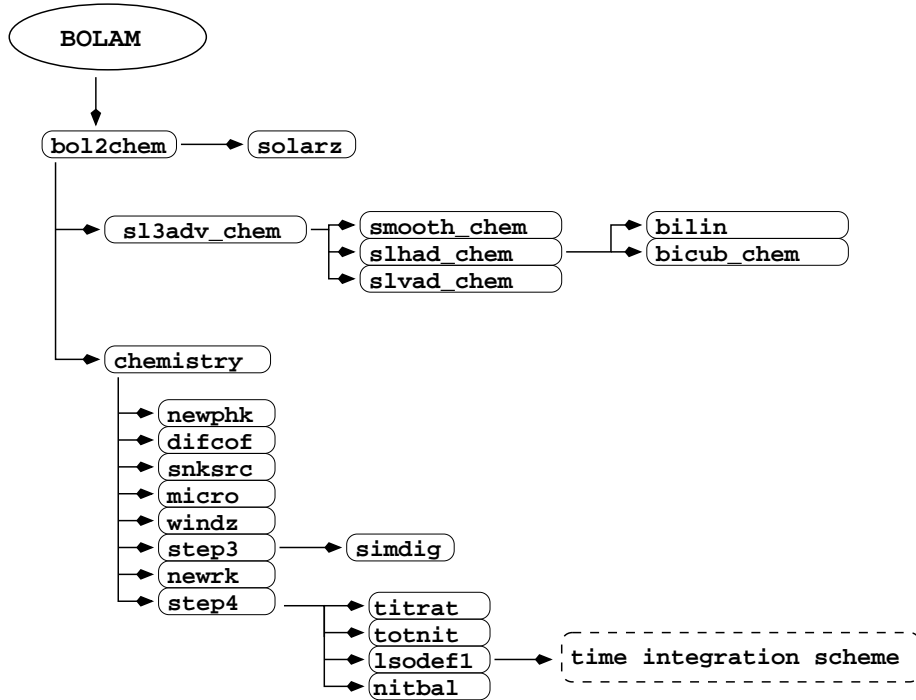 BOLAM
bol2chem
solarz
sl3adv_chem
smooth_chem
slhad_chem
slvad_chem
bilin
bicub_chem
chemistry
newphk
difcof
snksrc
micro
windz
step3
simdig
newrk
step4
titrat
totnit
lsodef1
nitbal
time integration scheme